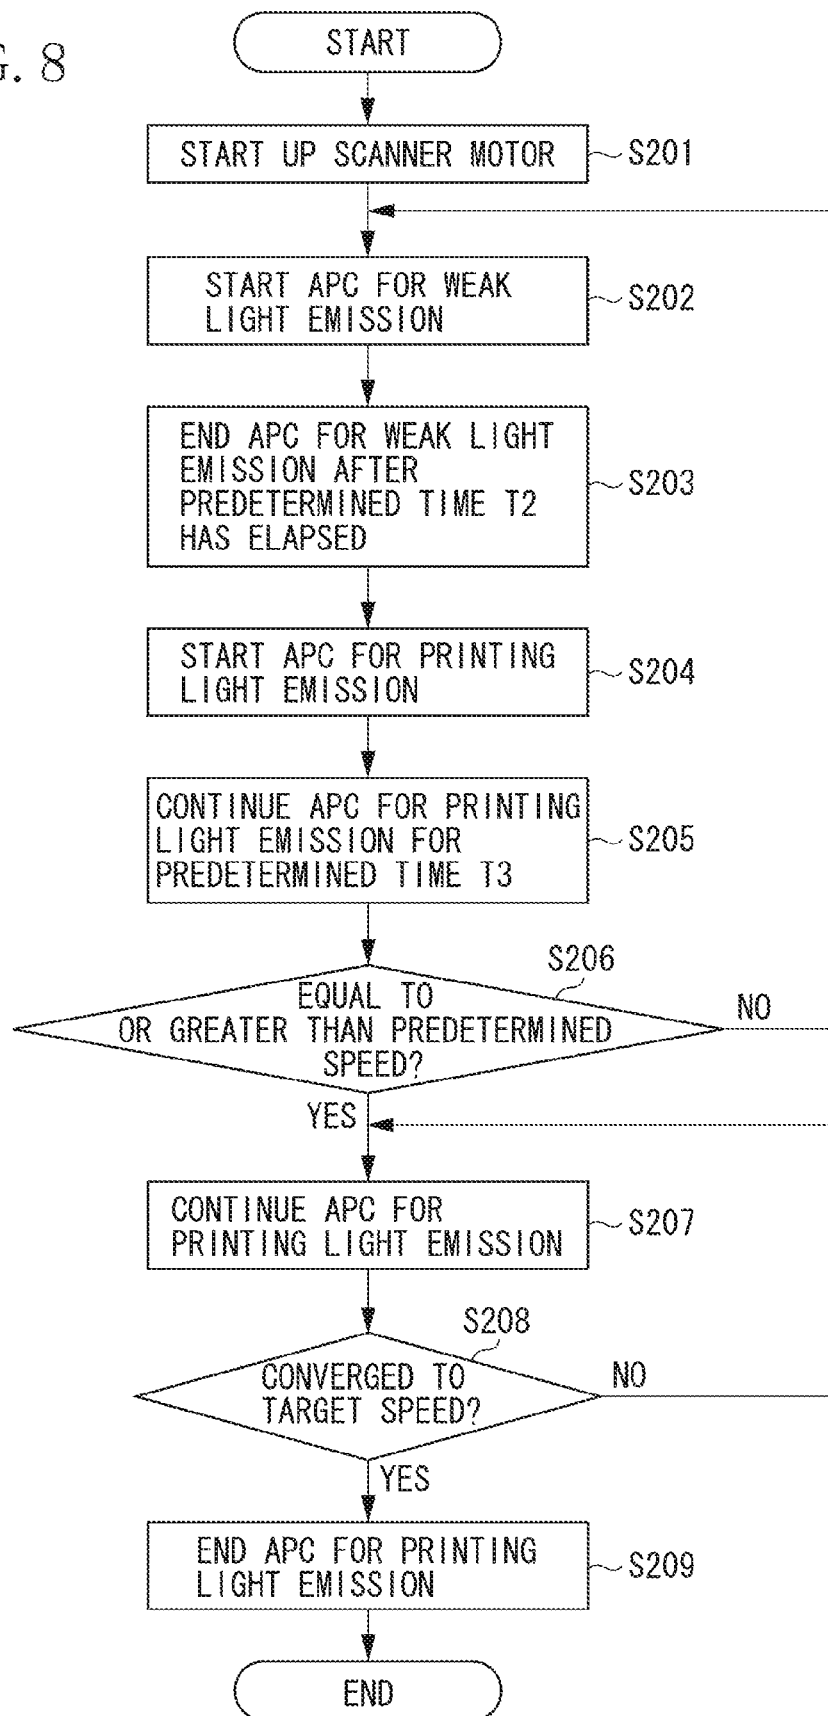 G. 8
START
START UP SCANNER MOTOR
S201
START APC FOR WEAK
LIGHT EMISSION
S202
END APC FOR WEAK LIGHT
EMISSION AFTER
PREDETERMINED TIME T2
HAS ELAPSED
S203
START APC FOR PRINTING
LIGHT EMISSION
S204
CONTINUE APC FOR PRINTING
LIGHT EMISSION FOR
PREDETERMINED TIME T3
S205
S206
EQUAL TO
OR GREATER THAN PREDETERMINED
SPEED?
NO
YES
CONTINUE APC FOR
PRINTING LIGHT EMISSION
S207
S208
CONVERGED TO
TARGET SPEED?
NO
YES
END APC FOR PRINTING
LIGHT EMISSION
S209
END